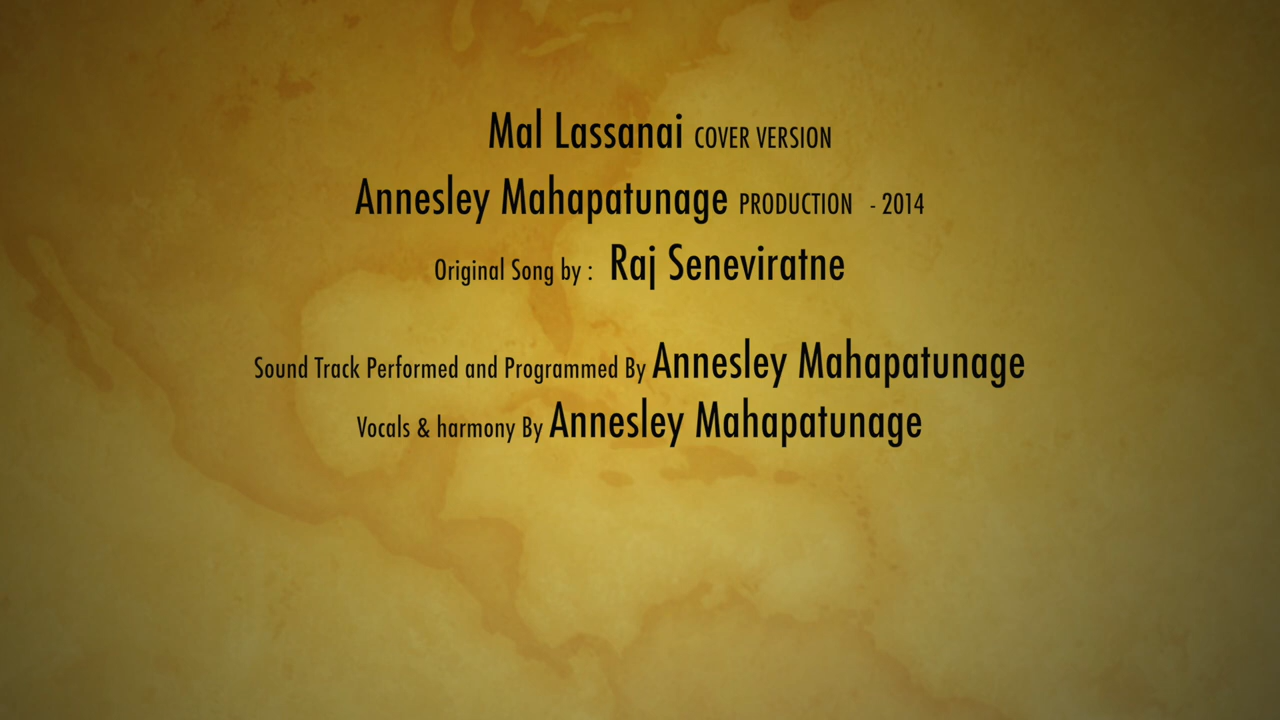 Mal Lassanai COVER VERSION
Annesley Mahapatunage PRODUCTION - 2014
Original Song by : Raj Seneviratne
Sound Track Performed and Programmed By Annesley Mahapatunage
Vocals & harmony By Annesley Mahapatunage